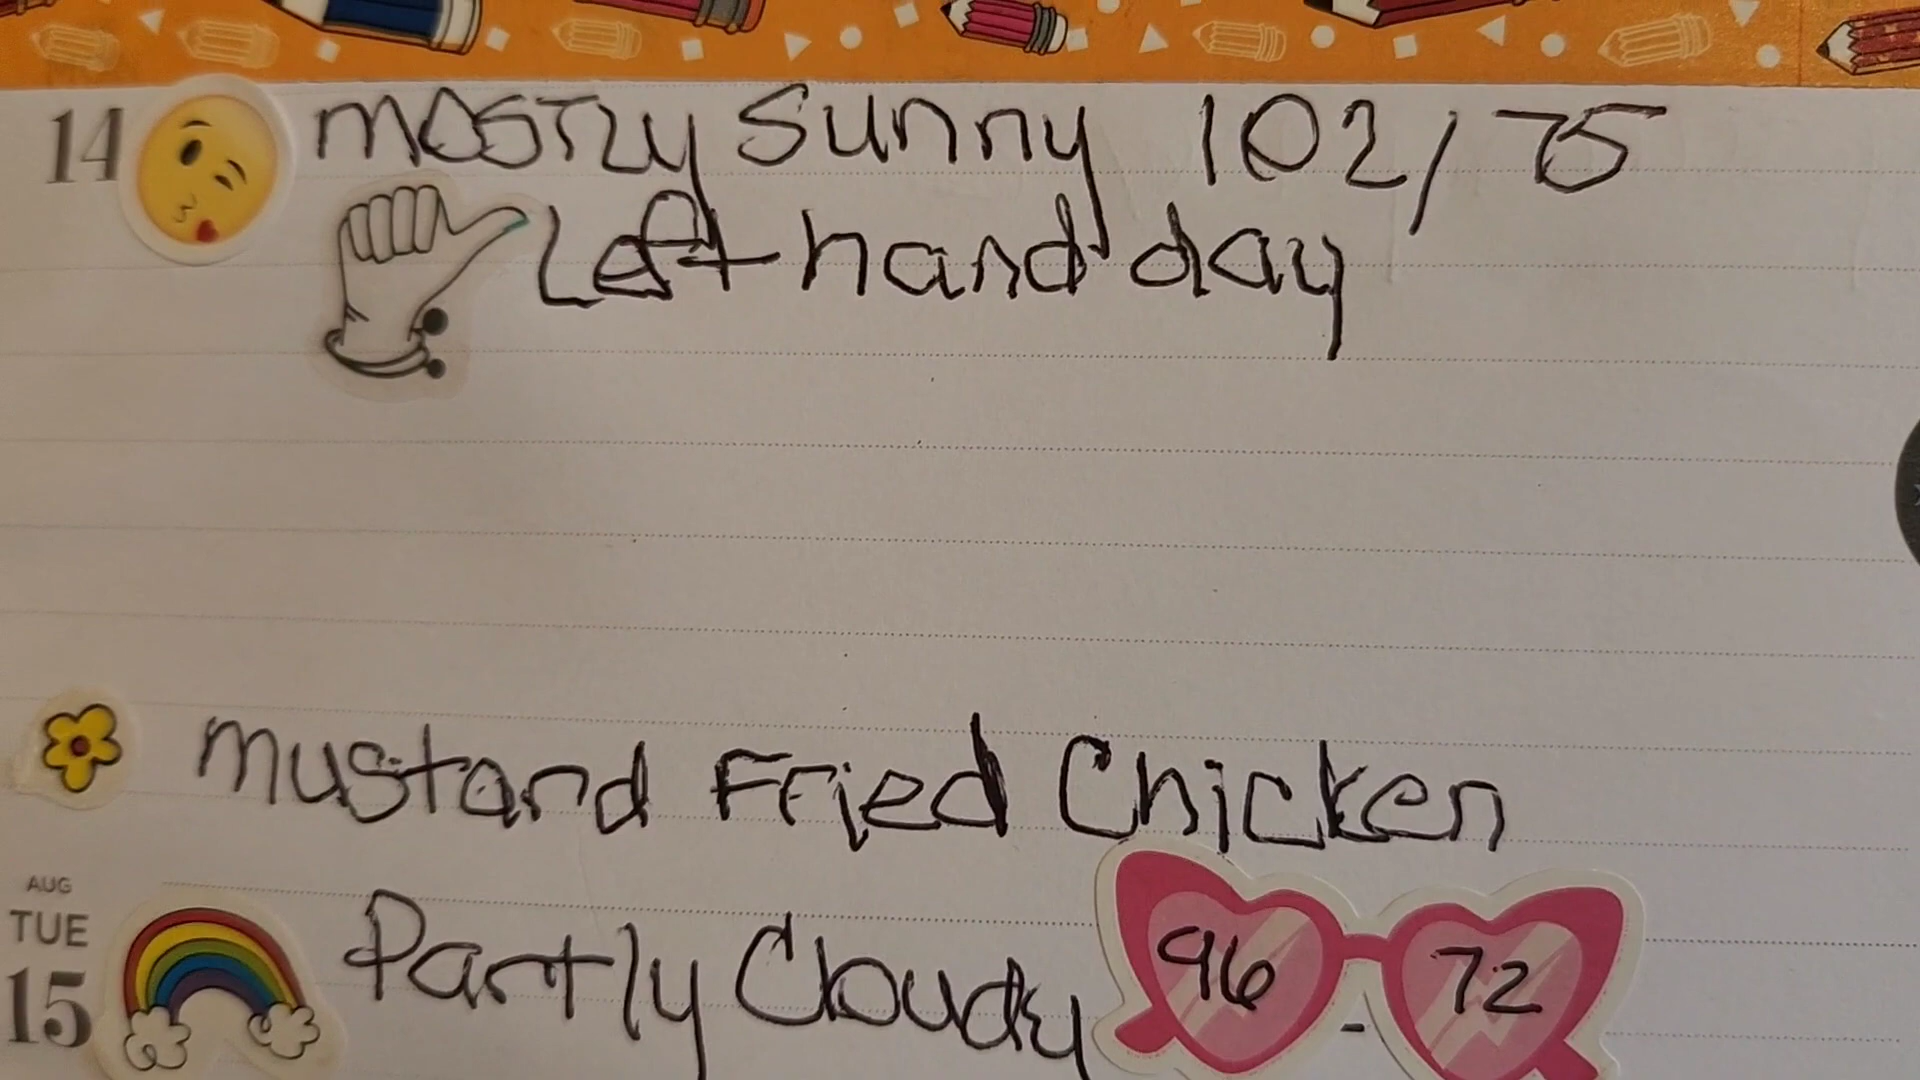 14 mostly sunny 102/75
Left hand day
mustard Fried Chicken
AUG
TUE
15
Partly Cloudy 96 - 72